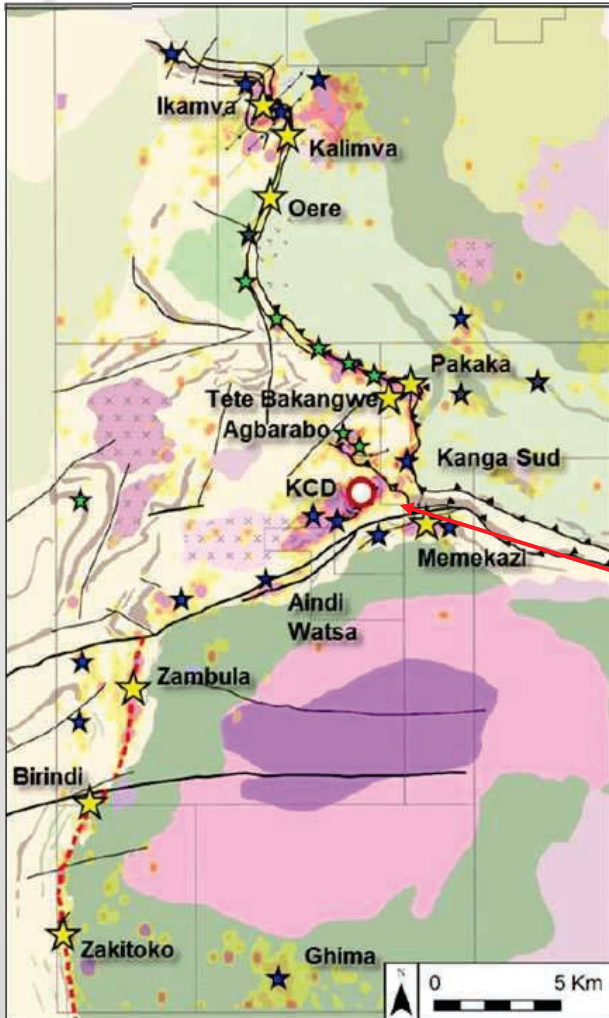 Ikamva
Kalimva
Oere
Pakaka
Tete Bakangwe
Agbarabo
Kanga Sud
KCD
Memekazi
Aindi
Watsa
Zambula
Birindi
Zakitoko
Ghima
N
0 5 Km